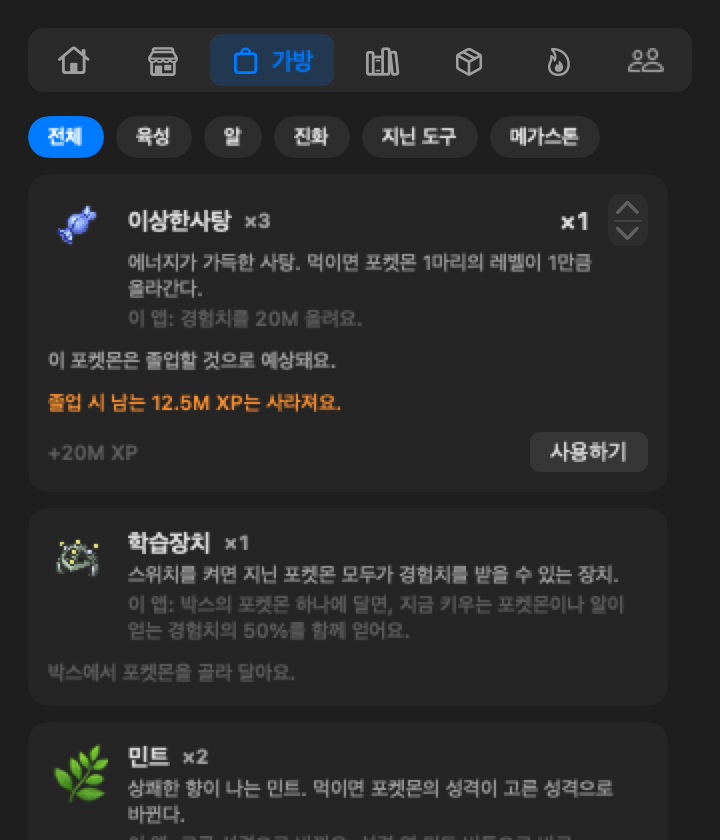 가방
전체 육성 알 진화 지닌 도구 메가스톤
이상한사탕 ×3 ×1
에너지가 가득한 사탕. 먹이면 포켓몬 1마리의 레벨이 1만큼
올라간다.
이 앱: 경험치를 20M 올려요.
이 포켓몬은 졸업할 것으로 예상돼요.
졸업 시 남는 12.5M XP는 사라져요.
+20M XP 사용하기
학습장치 ×1
스위치를 켜면 지닌 포켓몬 모두가 경험치를 받을 수 있는 장치.
이 앱: 박스의 포켓몬 하나에 달면, 지금 키우는 포켓몬이나 알이
얻는 경험치의 50%를 함께 얻어요.
박스에서 포켓몬을 골라 달아요.
민트 ×2
상쾌한 향이 나는 민트. 먹이면 포켓몬의 성격이 고른 성격으로
바뀐다.